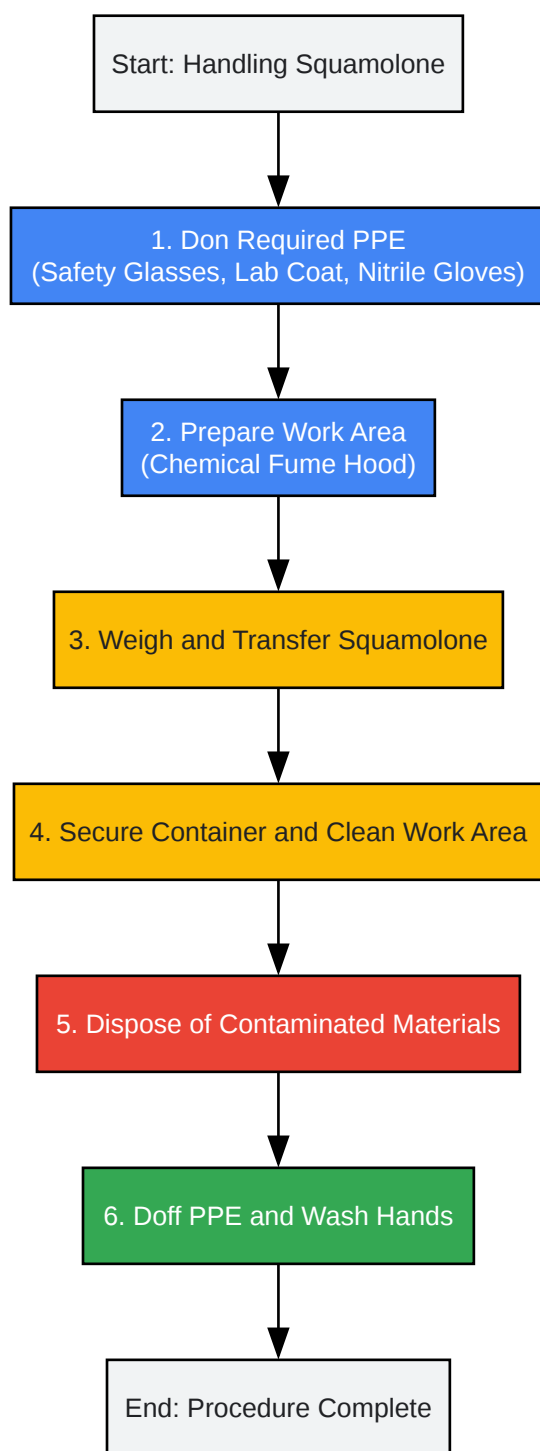 Start: Handling Squamolone
1. Don Required PPE
(Safety Glasses, Lab Coat, Nitrile Gloves)
2. Prepare Work Area
(Chemical Fume Hood)
3. Weigh and Transfer Squamolone
4. Secure Container and Clean Work Area
5. Dispose of Contaminated Materials
6. Doff PPE and Wash Hands
End: Procedure Complete